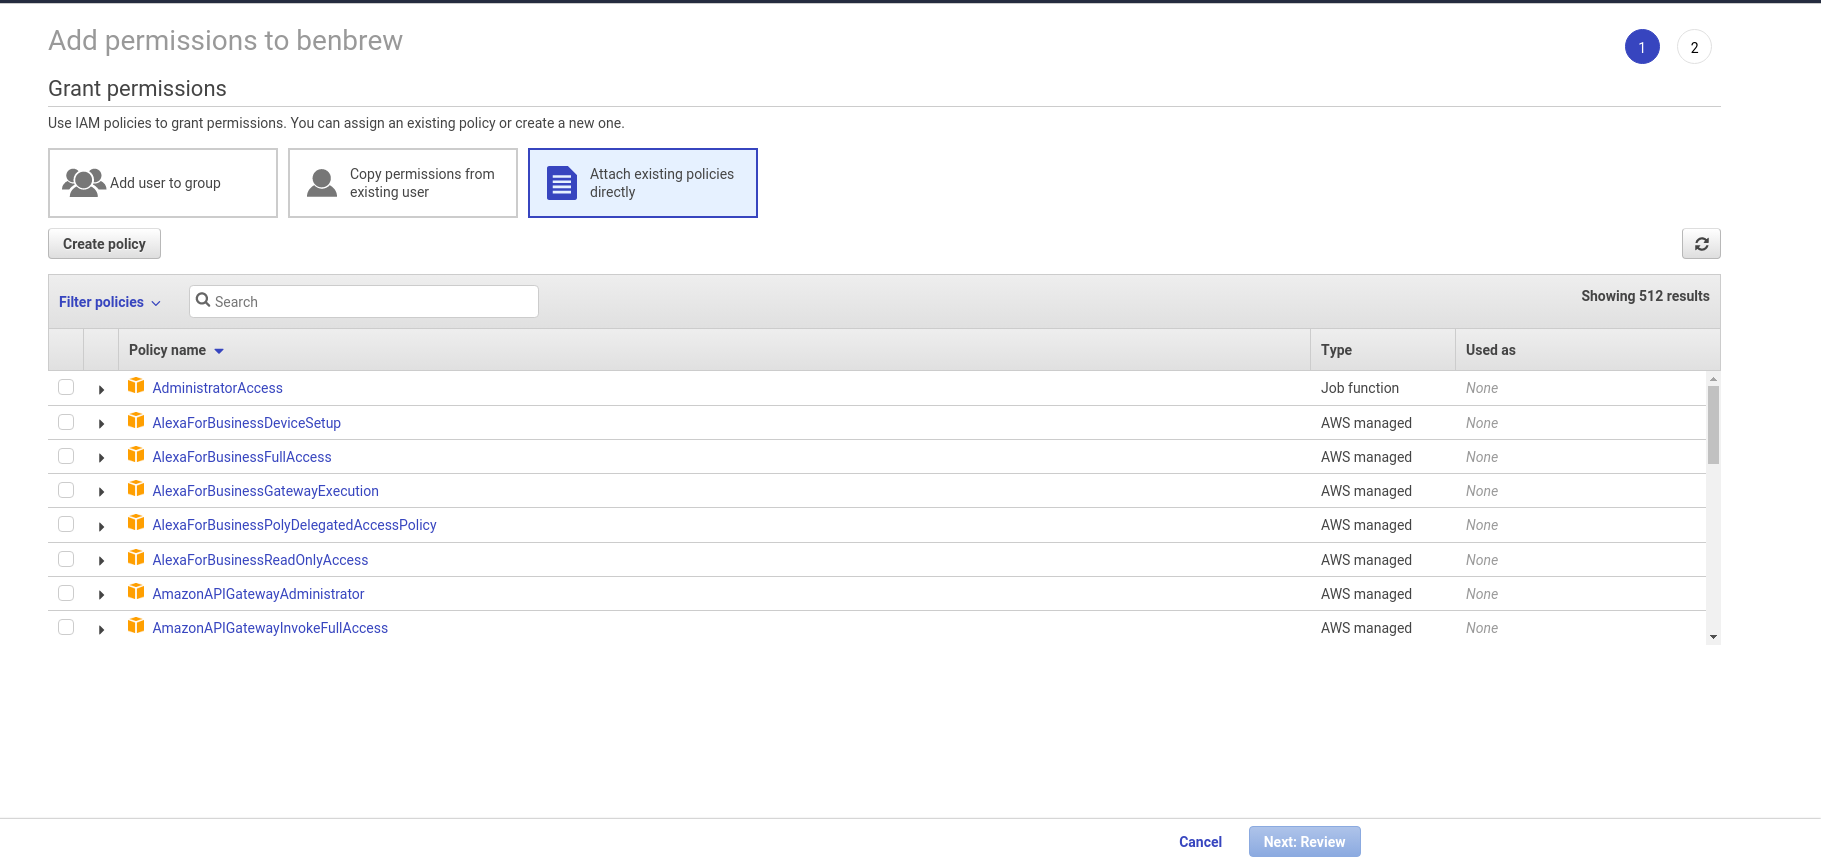 Add permissions to benbrew
1
2
Grant permissions
Use IAM policies to grant permissions. You can assign an existing policy or create a new one.
Add user to group
Copy permissions from
existing user
Attach existing policies
directly
Create policy
Filter policies
Search
Showing 512 results
Policy name
Type
Used as
AdministratorAccess
Job function
None
AlexaForBusinessDeviceSetup
AWS managed
None
AlexaForBusinessFullAccess
AWS managed
None
AlexaForBusinessGatewayExecution
AWS managed
None
AlexaForBusinessPolyDelegatedAccessPolicy
AWS managed
None
AlexaForBusinessReadOnlyAccess
AWS managed
None
AmazonAPIGatewayAdministrator
AWS managed
None
AmazonAPIGatewayInvokeFullAccess
AWS managed
None
Cancel
Next: Review